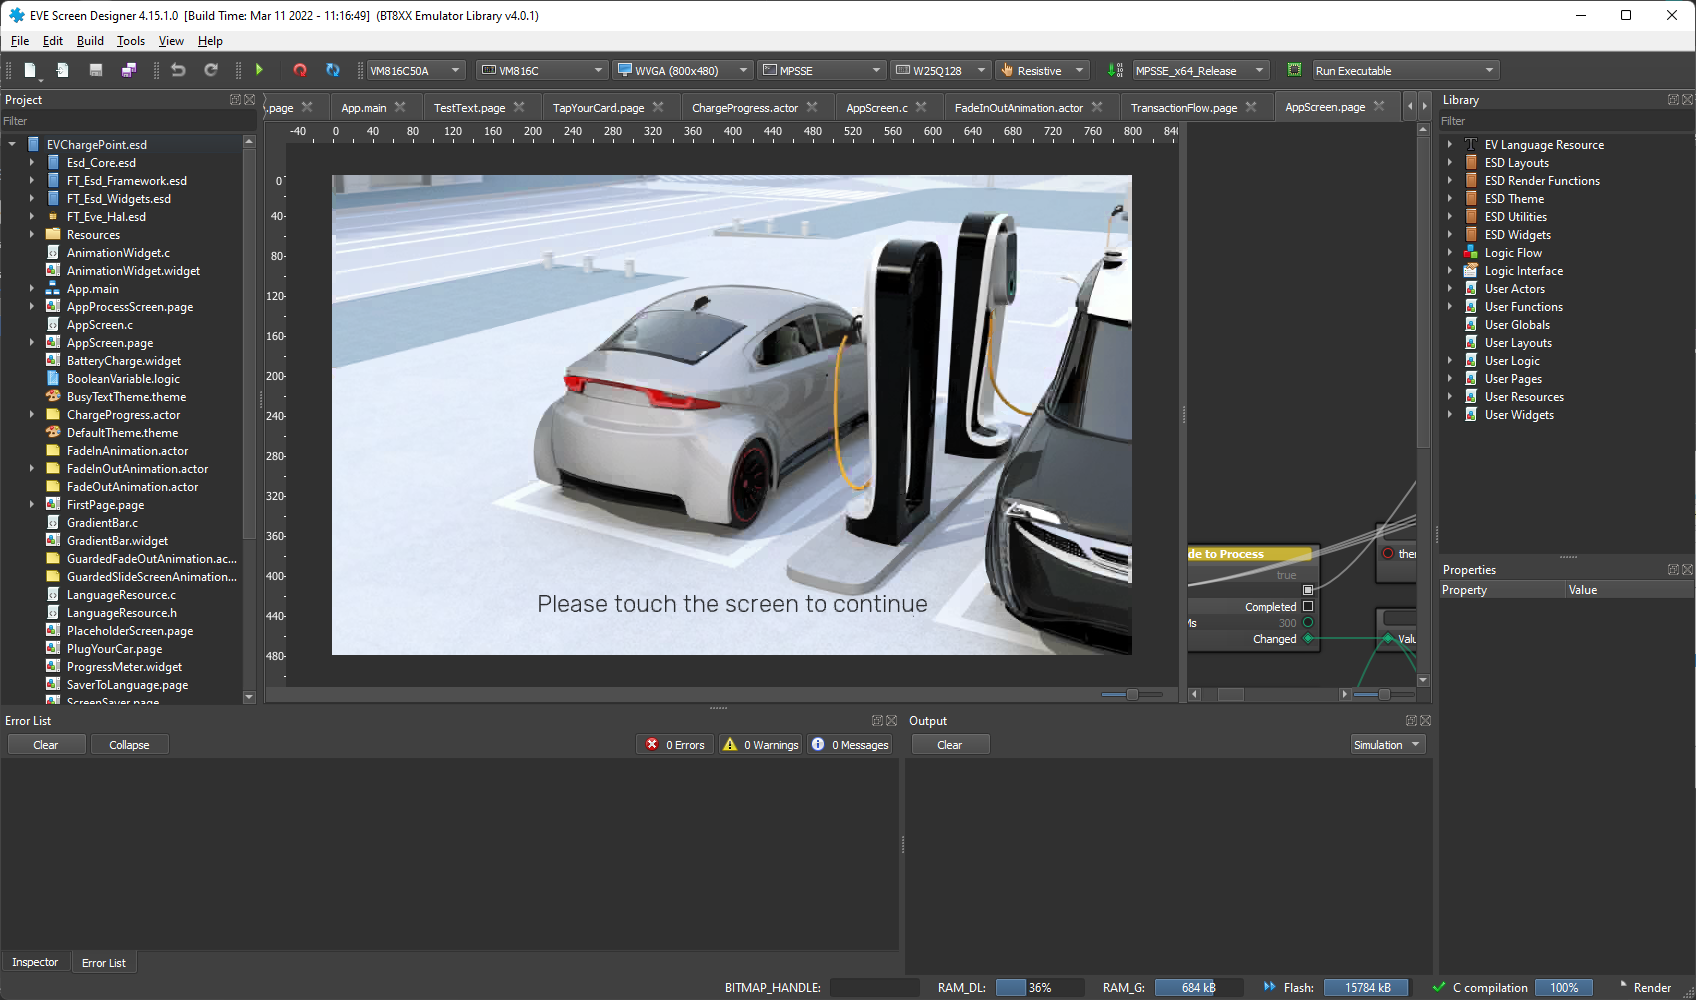 EVE Screen Designer 4.15.1.0 [Build Time: Mar 11 2022 - 11:16:49] (BT8XX Emulator Library v4.0.1)
File Edit Build Tools View Help
VM816C50A VM816C WVGA (800x480) MPSSE W25Q128 Resistive MPSSE_x64_Release Run Executable
Project
Filter
EVChargePoint.esd
Esd_Core.esd
FT_Esd_Framework.esd
FT_Esd_Widgets.esd
FT_Eve_Hal.esd
Resources
AnimationWidget.c
AnimationWidget.widget
App.main
AppProcessScreen.page
AppScreen.c
AppScreen.page
BatteryCharge.widget
BooleanVariable.logic
BusyTextTheme.theme
ChargeProgress.actor
DefaultTheme.theme
FadeInAnimation.actor
FadeInOutAnimation.actor
FadeOutAnimation.actor
FirstPage.page
GradientBar.c
GradientBar.widget
GuardedFadeOutAnimation.ac...
GuardedSlideScreenAnimation...
LanguageResource.c
LanguageResource.h
PlaceholderScreen.page
PlugYourCar.page
ProgressMeter.widget
SaverToLanguage.page
ScreenSaver.page
.page App.main TestText.page TapYourCard.page ChargeProgress.actor AppScreen.c FadeInOutAnimation.actor TransactionFlow.page AppScreen.page
-40 0 40 80 120 160 200 240 280 320 360 400 440 480 520 560 600 640 680 720 760 800 840
0
40
80
120
160
200
240
280
320
360
400
440
480
Please touch the screen to continue
de to Process
true
Completed
Ms 300
Changed
ther
Valu
Library
Filter
EV Language Resource
ESD Layouts
ESD Render Functions
ESD Theme
ESD Utilities
ESD Widgets
Logic Flow
Logic Interface
User Actors
User Functions
User Globals
User Layouts
User Logic
User Pages
User Resources
User Widgets
Properties
Property Value
Error List
Clear Collapse 0 Errors 0 Warnings 0 Messages
Output
Clear Simulation
Inspector Error List
BITMAP_HANDLE: RAM_DL: 36% RAM_G: 684 kB Flash: 15784 kB C compilation 100% Render